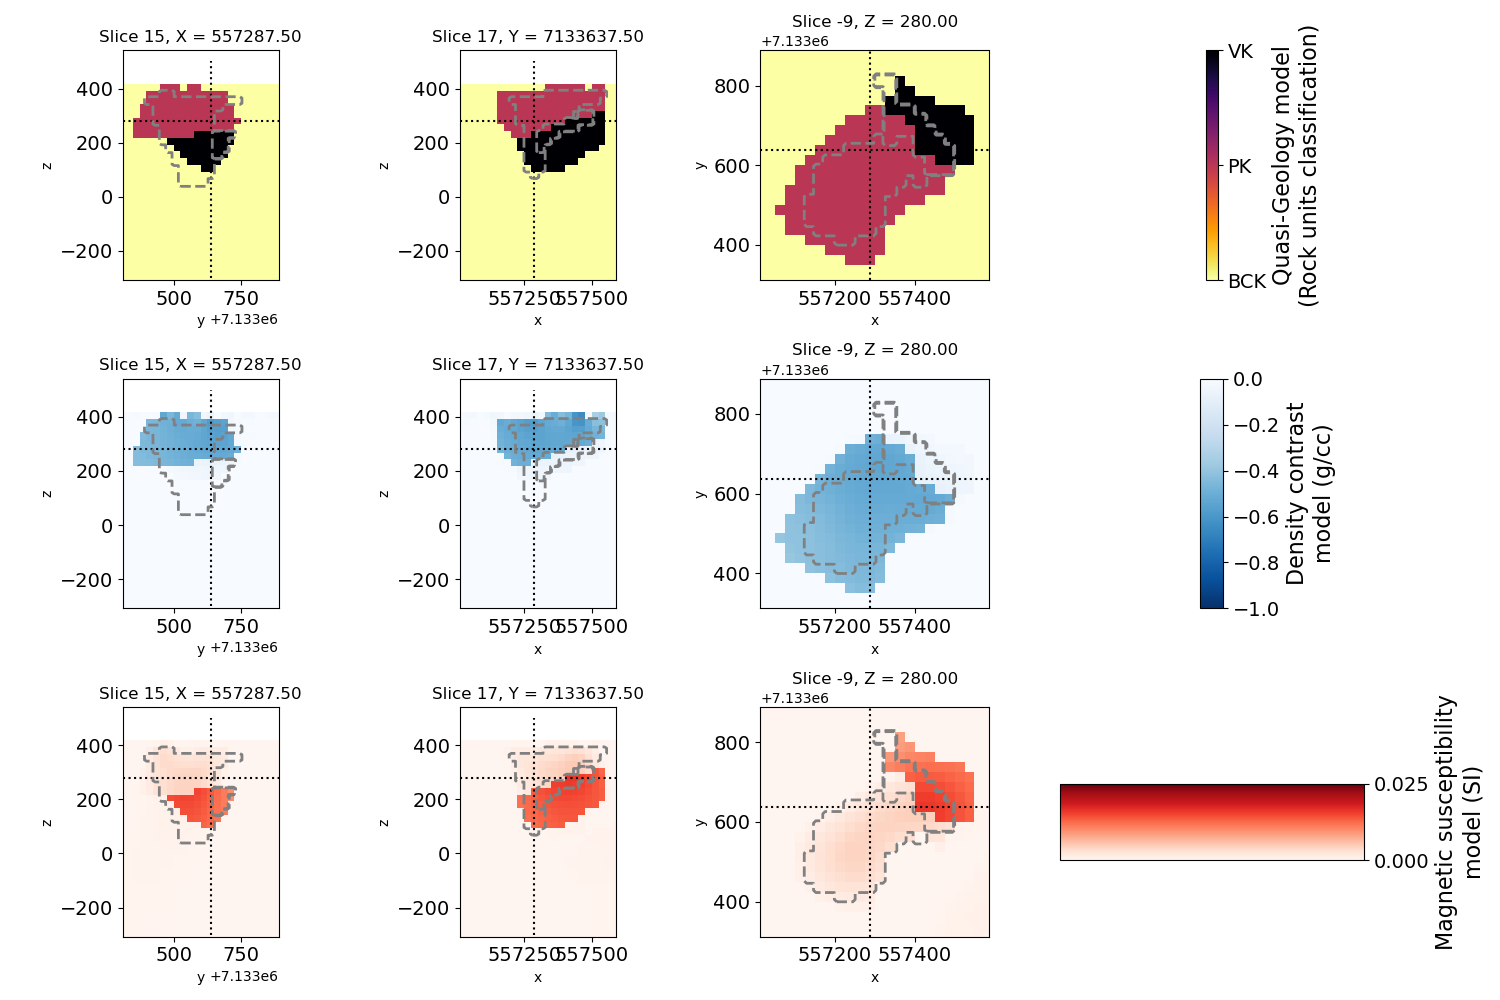 Slice 15, X = 557287.50
Slice 17, Y = 7133637.50
Slice -9, Z = 280.00
+7.133e6
400
200
0
−200
z
500
750
y +7.133e6
400
200
0
−200
z
557250
557500
x
800
600
400
y
557200
557400
x
VK
PK
BCK
Quasi-Geology model
(Rock units classification)
Slice 15, X = 557287.50
Slice 17, Y = 7133637.50
Slice -9, Z = 280.00
+7.133e6
400
200
0
−200
z
500
750
y +7.133e6
400
200
0
−200
z
557250
557500
x
800
600
400
y
557200
557400
x
0.0
−0.2
−0.4
−0.6
−0.8
−1.0
Density contrast
model (g/cc)
Slice 15, X = 557287.50
Slice 17, Y = 7133637.50
Slice -9, Z = 280.00
+7.133e6
400
200
0
−200
z
500
750
y +7.133e6
400
200
0
−200
z
557250
557500
x
800
600
400
y
557200
557400
x
0.025
0.000
Magnetic susceptibility
model (SI)